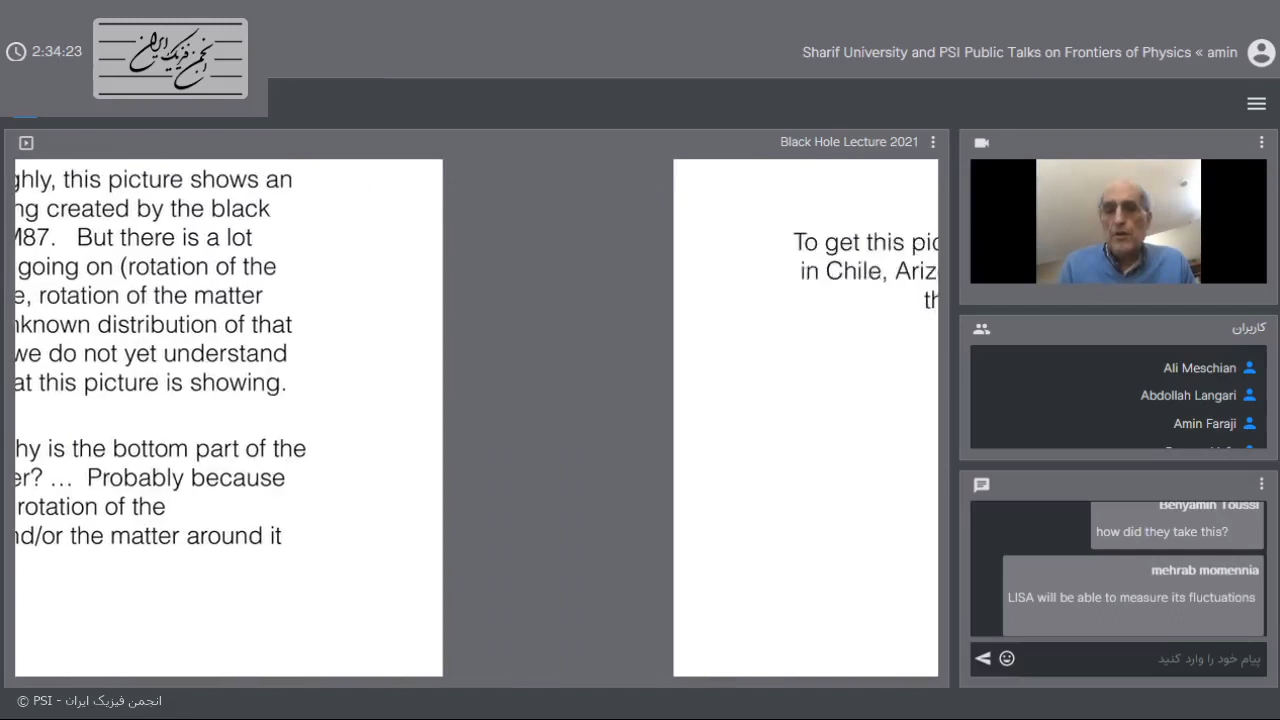 2:34:23
انجمن فیزیک ایران
Sharif University and PSI Public Talks on Frontiers of Physics « amin
Black Hole Lecture 2021
ghly, this picture shows an
ng created by the black
M87. But there is a lot
going on (rotation of the
e, rotation of the matter
nknown distribution of that
we do not yet understand
at this picture is showing.
hy is the bottom part of the
er? … Probably because
rotation of the
nd/or the matter around it
To get this pic
in Chile, Ariz
th
کاربران
Ali Meschian
Abdollah Langari
Amin Faraji
Benyamin Toussi
how did they take this?
mehrab momennia
LISA will be able to measure its fluctuations
پیام خود را وارد کنید
© PSI - انجمن فیزیک ایران